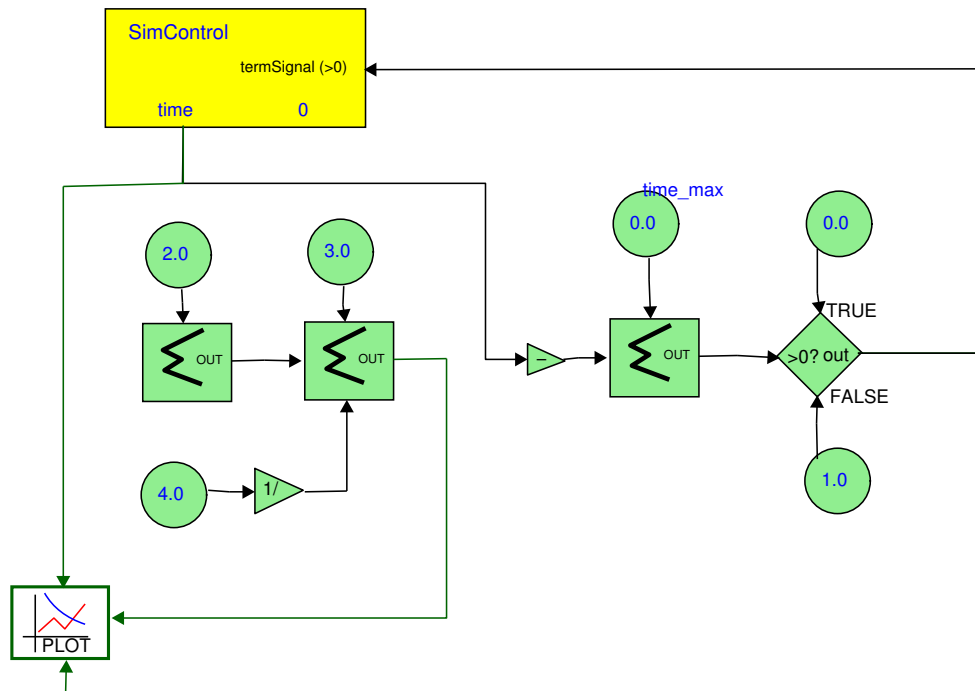 SimControl
termSignal (>0)
time 0
time_max
2.0
3.0
0.0
0.0
TRUE
OUT
OUT
OUT
−
>0? out
FALSE
4.0
1/
1.0
PLOT